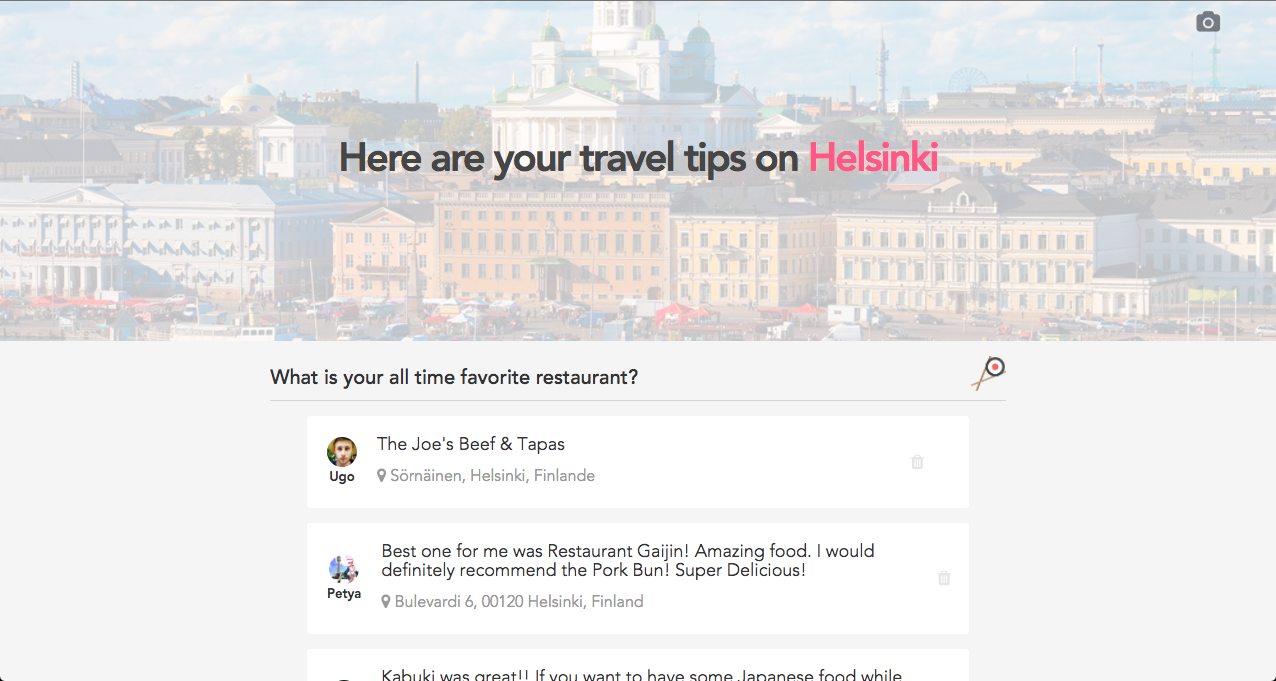 Here are your travel tips on Helsinki
What is your all time favorite restaurant?
The Joe's Beef & Tapas
Ugo
Sörnäinen, Helsinki, Finlande
Best one for me was Restaurant Gaijin! Amazing food. I would
definitely recommend the Pork Bun! Super Delicious!
Petya
Bulevardi 6, 00120 Helsinki, Finland
Kabuki was great!! If you want to have some Japanese food while